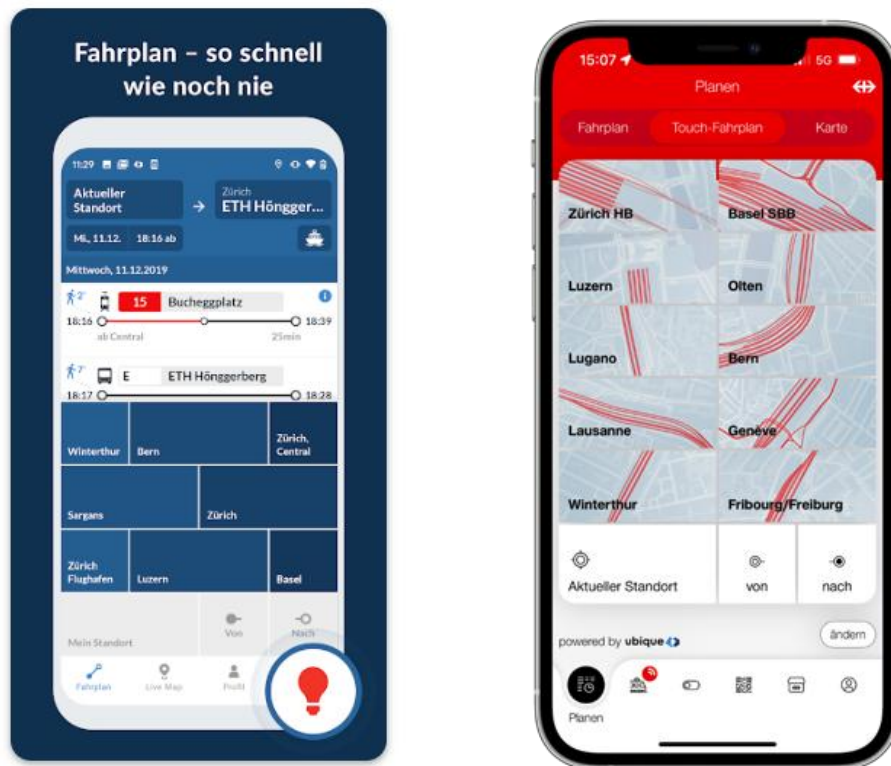 Fahrplan – so schnell
wie noch nie
11:29
Aktueller
Standort
→
Zürich
ETH Höngger...
Mi., 11.12. 18:16 ab
Mittwoch, 11.12.2019
2'
15 Bucheggplatz
18:16 18:39
ab Central 25min
7'
E ETH Hönggerberg
18:17 18:28
Winterthur
Bern
Zürich,
Central
Sargans
Zürich
Zürich
Flughafen
Luzern
Basel
Mein Standort
Von
Nach
Fahrplan
Live Map
Profil
15:07
5G
Planen
Fahrplan
Touch-Fahrplan
Karte
Zürich HB
Basel SBB
Luzern
Olten
Lugano
Bern
Lausanne
Genève
Winterthur
Fribourg/Freiburg
Aktueller Standort
von
nach
powered by ubique
ändern
Planen